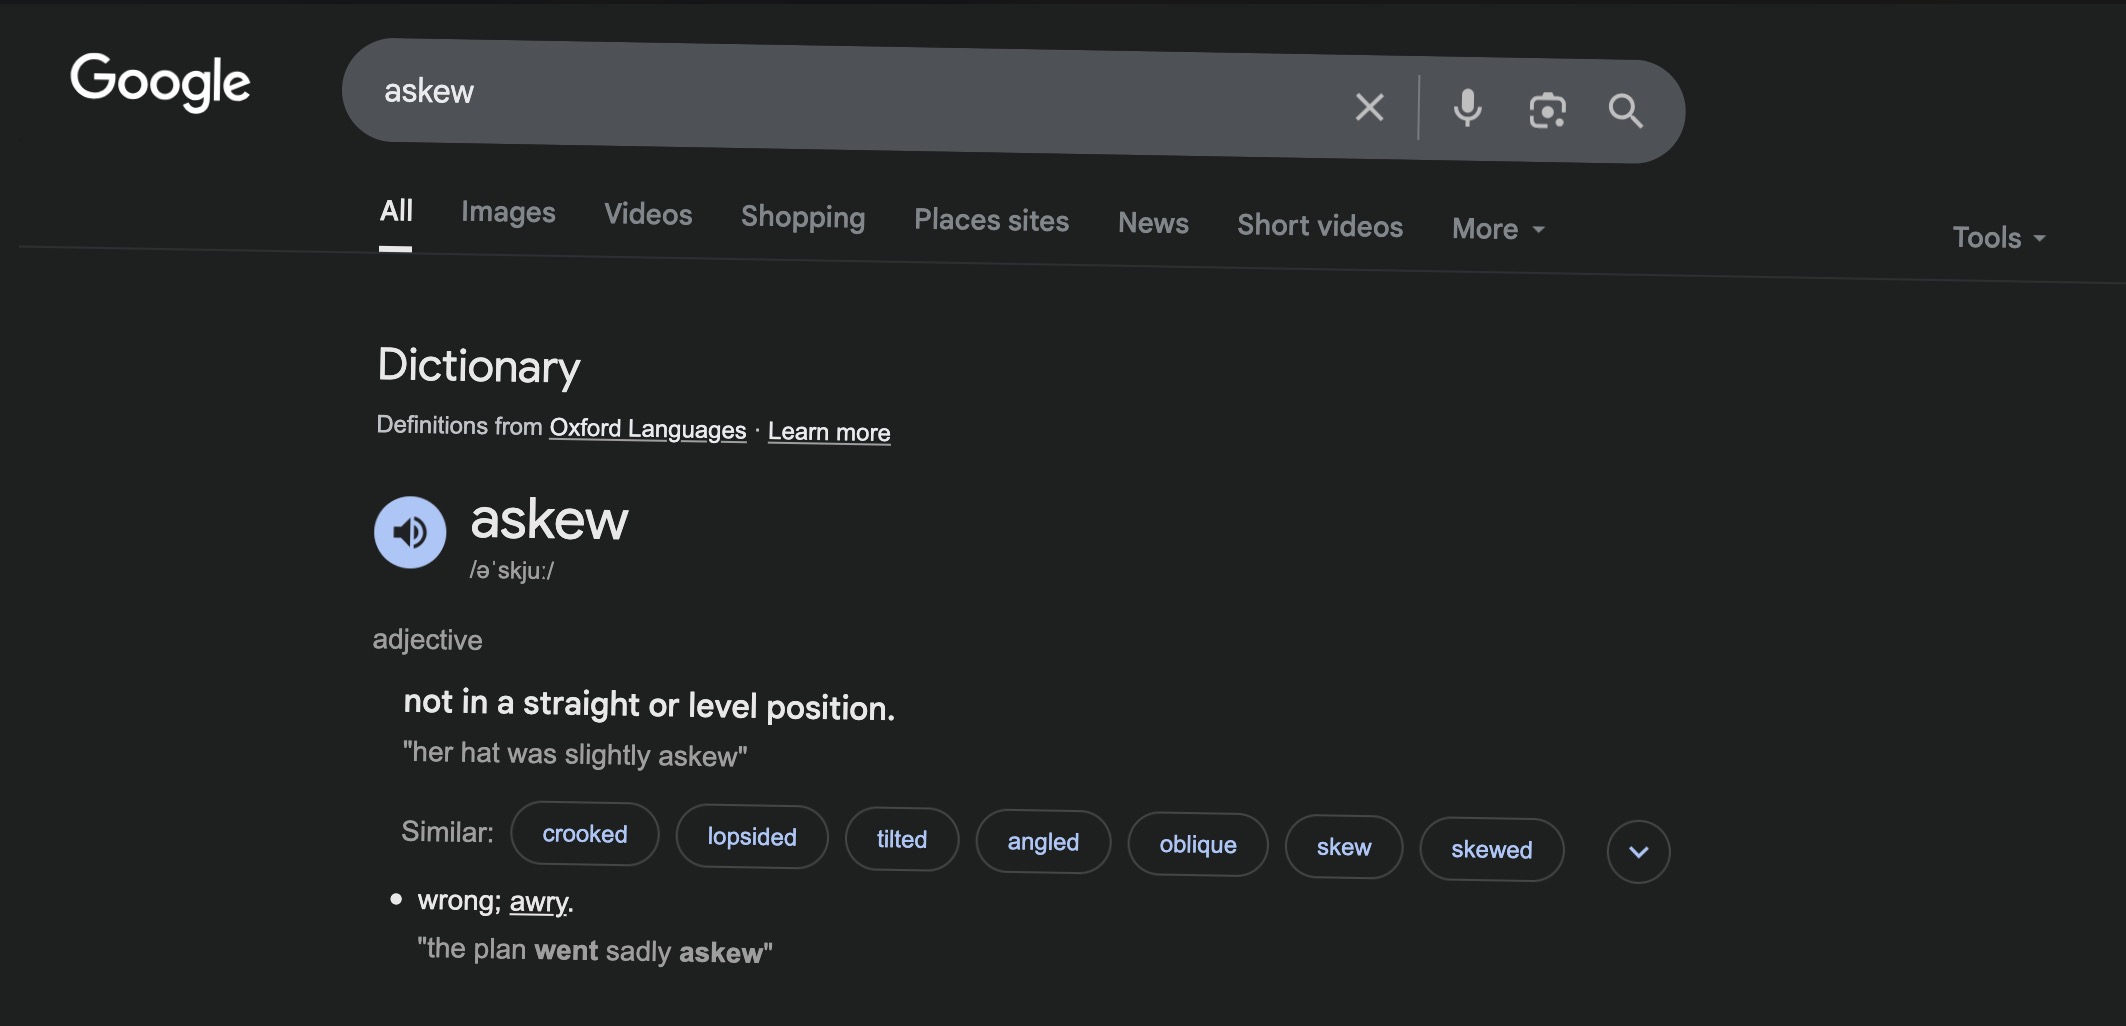 Google
askew
All Images Videos Shopping Places sites News Short videos More Tools
Dictionary
Definitions from Oxford Languages · Learn more
askew
/əˈskjuː/
adjective
not in a straight or level position.
"her hat was slightly askew"
Similar: crooked lopsided tilted angled oblique skew skewed
• wrong; awry.
"the plan went sadly askew"